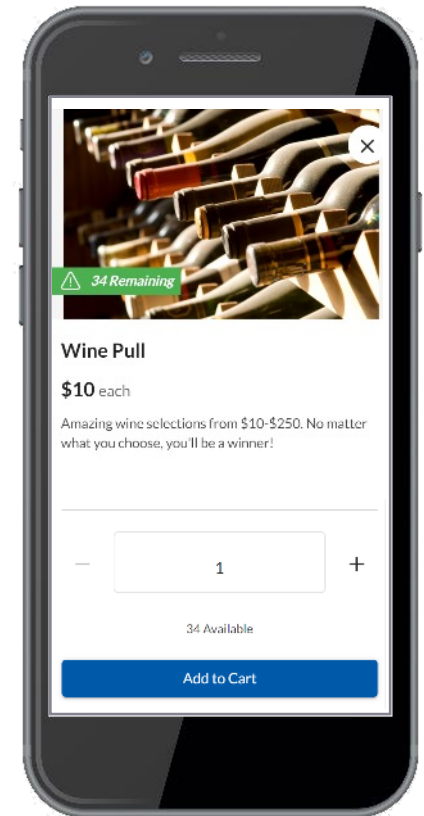 34 Remaining
Wine Pull
$10 each
Amazing wine selections from $10-$250. No matter
what you choose, you'll be a winner!
1
34 Available
Add to Cart